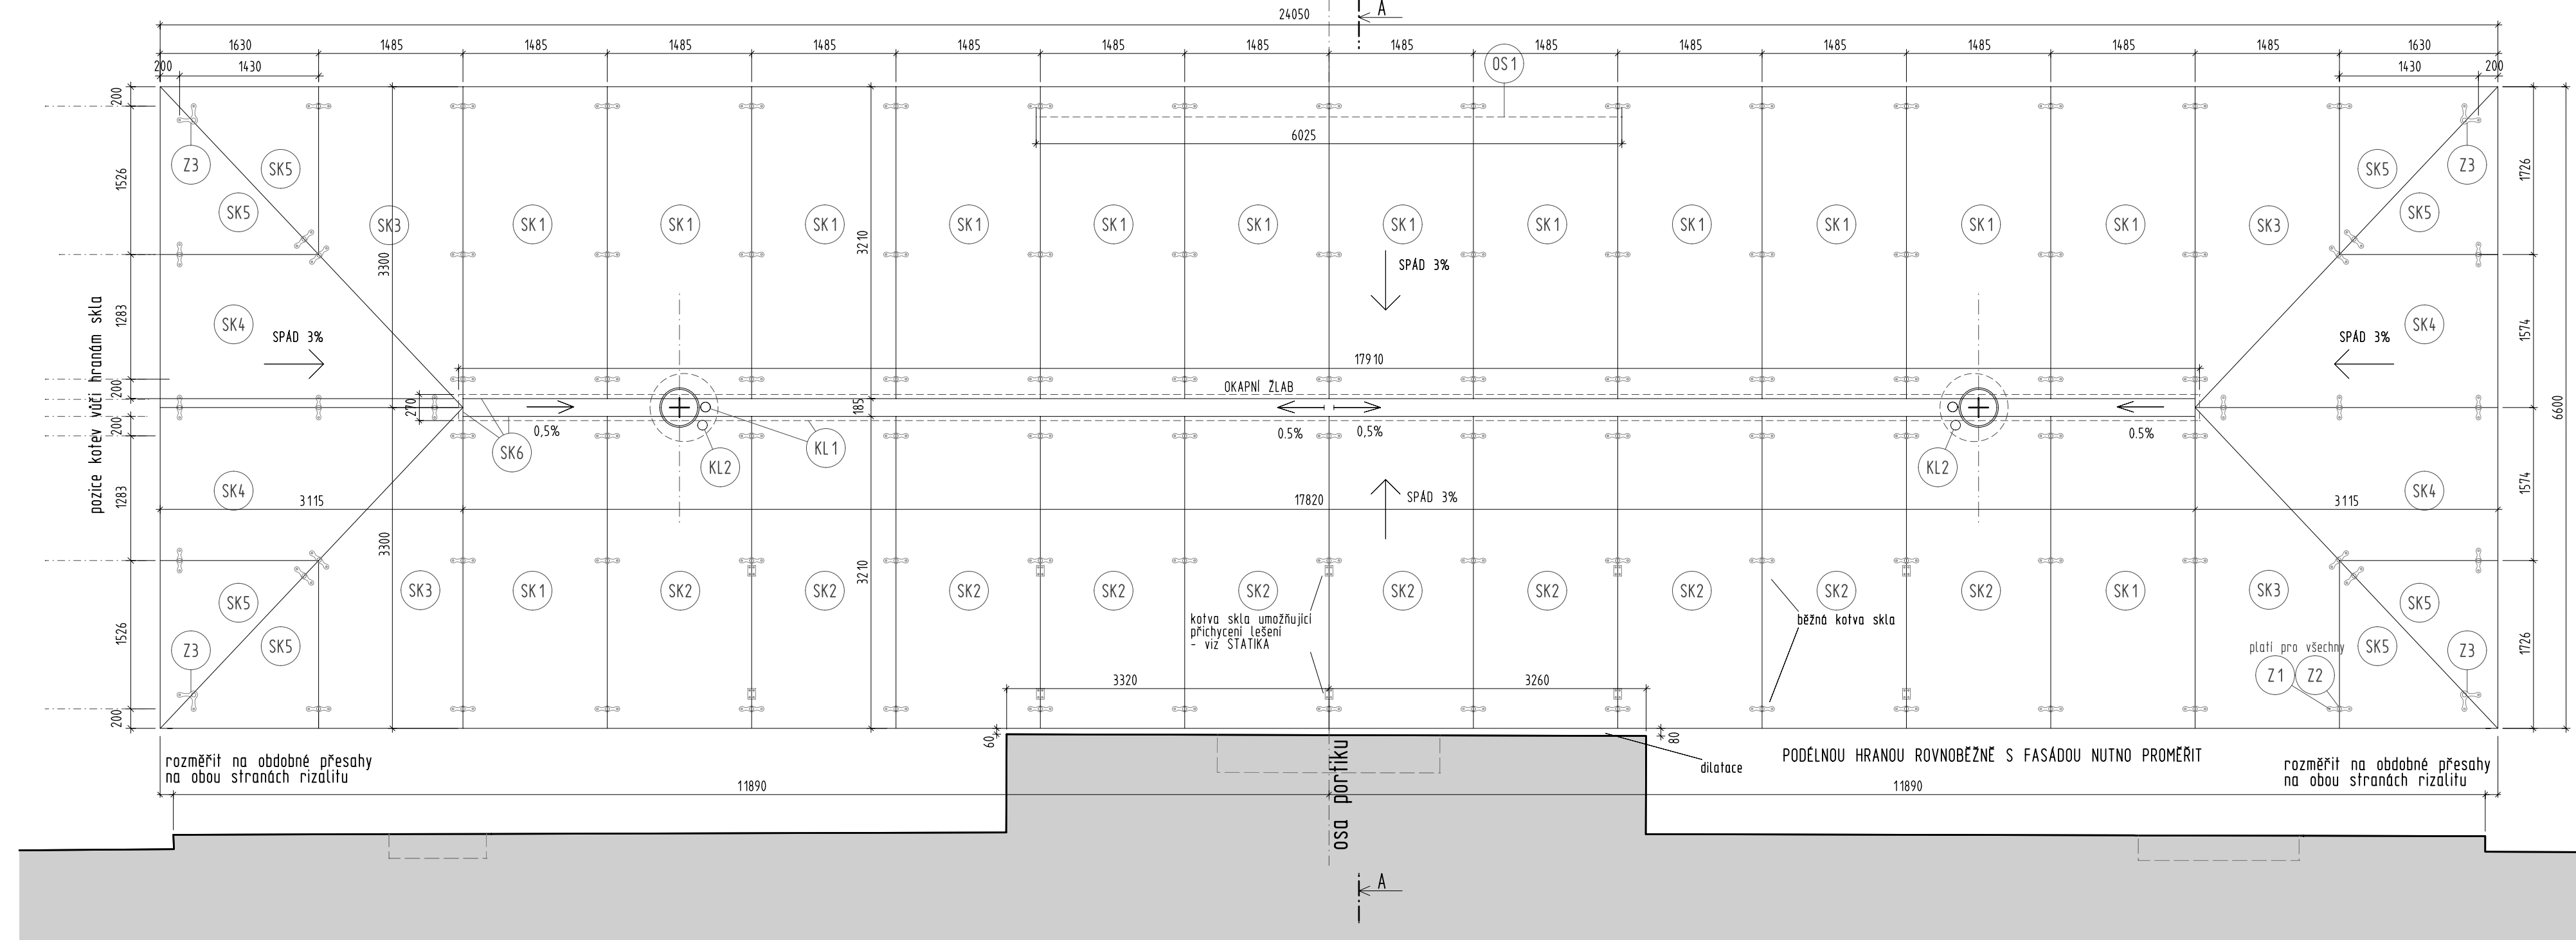 A
24050
1630 1485 1485 1485 1485 1485 1485 1485 1485 1485 1485 1485 1485 1485 1485 1630
200 1430 OS1 1430 200
200
6025
Z3 SK5 SK5 Z3
1526 1726
SK5 SK5
SK3 SK1 SK1 SK1 SK1 SK1 SK1 SK1 SK1 SK1 SK1 SK1 SK1 SK3
3300 3210
SPÁD 3%
pozice kotev vůči hranám skla
1283 1574
SK4 SK4
SPÁD 3% SPÁD 3%
17910
200
OKAPNÍ ŽLAB
270 185
6600
200
0,5% 0.5% 0,5% 0.5%
SK6 KL1
KL2 KL2
SK4 SK4
1283 1574
3115 17820 SPÁD 3% 3115
3300 3210
SK3 SK1 SK2 SK2 SK2 SK2 SK2 SK2 SK2 SK2 SK2 SK2 SK1 SK3
SK5 SK5
kotva skla umožňující
přichycení lešení
- viz STATIKA
běžná kotva skla
1526 1726
Z3 SK5 SK5 Z3
platí pro všechny
Z1 Z2
3320 3260
200
60 80
osa portiku
dilatace
PODÉLNOU HRANOU ROVNOBĚŽNĚ S FASÁDOU NUTNO PROMĚŘIT
rozměřit na obdobné přesahy
na obou stranách rizalitu
rozměřit na obdobné přesahy
na obou stranách rizalitu
11890 11890
A